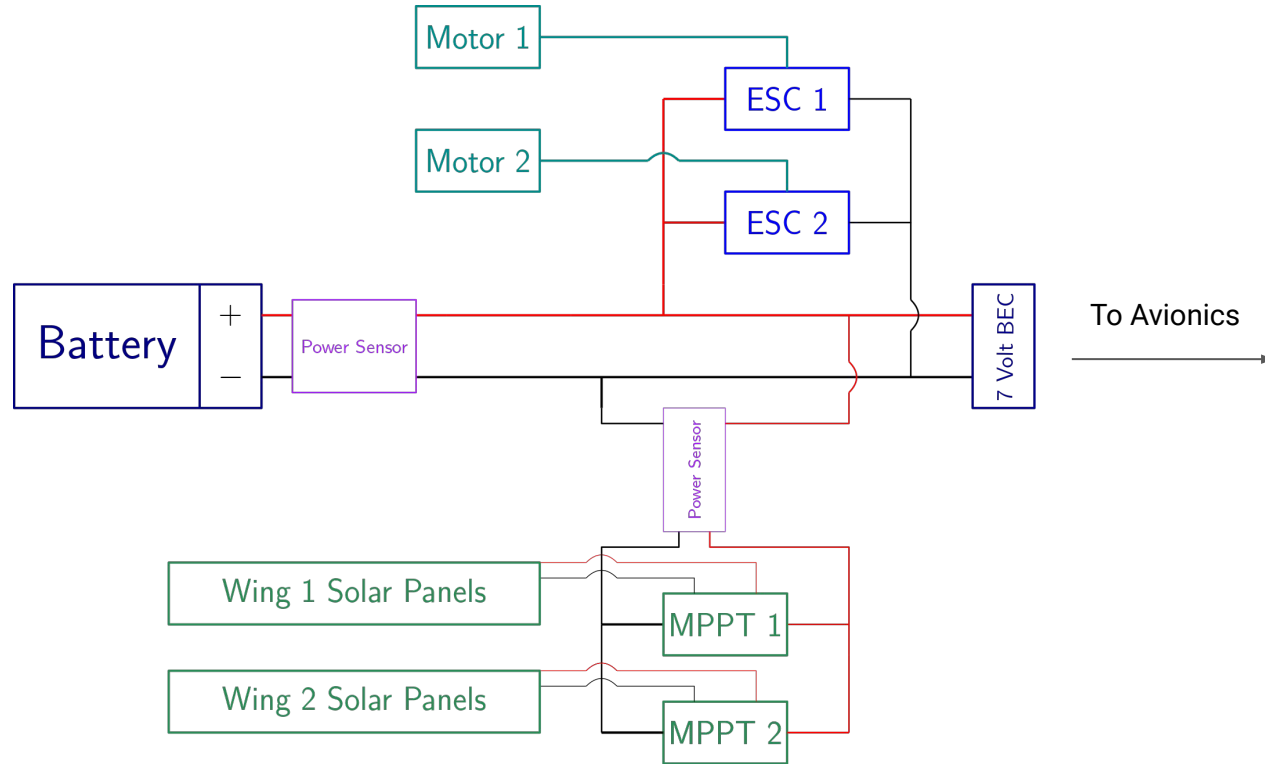 Motor 1
ESC 1
Motor 2
ESC 2
Battery
+
−
Power Sensor
7 Volt BEC
To Avionics
Power Sensor
Wing 1 Solar Panels
MPPT 1
Wing 2 Solar Panels
MPPT 2